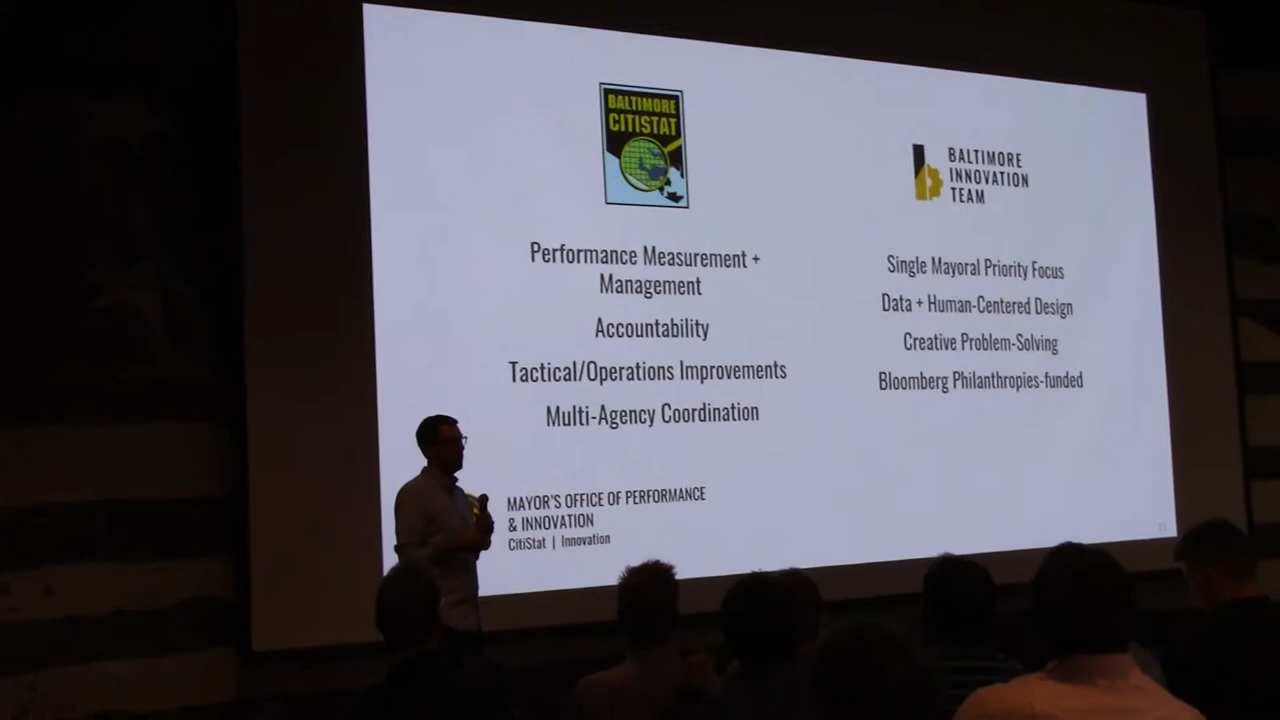 BALTIMORE
CITISTAT
Performance Measurement +
Management
Accountability
Tactical/Operations Improvements
Multi-Agency Coordination
BALTIMORE
INNOVATION
TEAM
Single Mayoral Priority Focus
Data + Human-Centered Design
Creative Problem-Solving
Bloomberg Philanthropies-funded
MAYOR'S OFFICE OF PERFORMANCE
& INNOVATION
CitiStat | Innovation